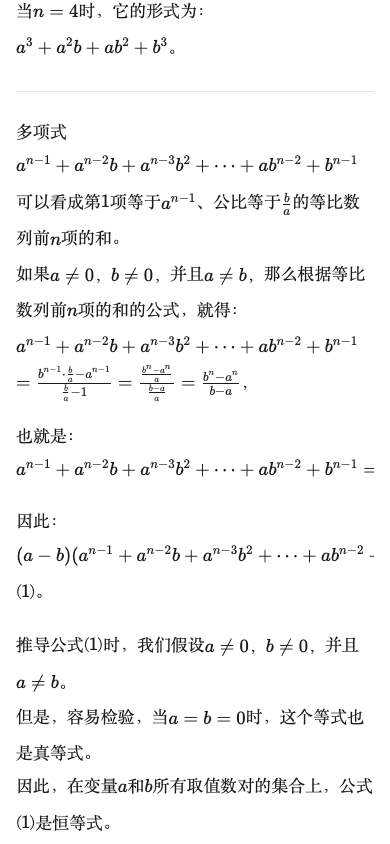 当n = 4时，它的形式为：
a³ + a²b + ab² + b³。
多项式
aⁿ⁻¹ + aⁿ⁻²b + aⁿ⁻³b² + ⋯ + abⁿ⁻² + bⁿ⁻¹
可以看成第1项等于aⁿ⁻¹、公比等于b/a的等比数
列前n项的和。
如果a ≠ 0，b ≠ 0，并且a ≠ b，那么根据等比
数列前n项的和的公式，就得：
aⁿ⁻¹ + aⁿ⁻²b + aⁿ⁻³b² + ⋯ + abⁿ⁻² + bⁿ⁻¹
= (bⁿ⁻¹·b/a−aⁿ⁻¹)/(b/a−1) = ((bⁿ−aⁿ)/a)/((b−a)/a) = (bⁿ−aⁿ)/(b−a)，
也就是：
aⁿ⁻¹ + aⁿ⁻²b + aⁿ⁻³b² + ⋯ + abⁿ⁻² + bⁿ⁻¹ =
因此：
(a − b)(aⁿ⁻¹ + aⁿ⁻²b + aⁿ⁻³b² + ⋯ + abⁿ⁻² -
(1)。
推导公式(1)时，我们假设a ≠ 0，b ≠ 0，并且
a ≠ b。
但是，容易检验，当a = b = 0时，这个等式也
是真等式。
因此，在变量a和b所有取值数对的集合上，公式
(1)是恒等式。